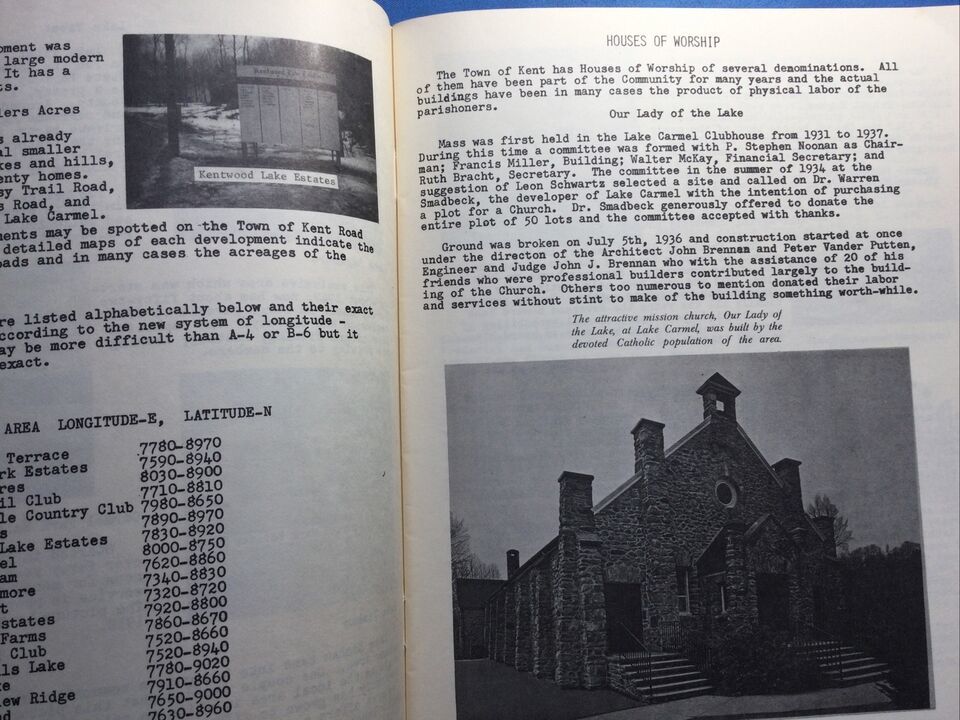 oment was
large modern
It has a
ts.
lers Acres
s already
al smaller
kes and hills,
enty homes.
sy Trail Road,
s Road, and
Lake Carmel.
ments may be spotted on the Town of Kent Road
detailed maps of each development indicate the
oads and in many cases the acreages of the
Kentwood Lake Estates
re listed alphabetically below and their exact
ccording to the new system of longitude -
ay be more difficult than A-4 or B-6 but it
exact.
AREA LONGITUDE-E, LATITUDE-N
Terrace 7780-8970
rk Estates 7590-8940
res 8030-8900
il Club 7710-8810
le Country Club 7980-8650
s 7890-8970
Lake Estates 7830-8920
el 8000-8750
am 7620-8860
more 7340-8830
t 7320-8720
states 7920-8800
Farms 7860-8670
Club 7520-8660
lls Lake 7520-8940
ke 7780-9020
ew Ridge 7910-8660
d 7650-9000
7630-8960
HOUSES OF WORSHIP
The Town of Kent has Houses of Worship of several denominations. All
of them have been part of the Community for many years and the actual
buildings have been in many cases the product of physical labor of the
parishoners.
Our Lady of the Lake
Mass was first held in the Lake Carmel Clubhouse from 1931 to 1937.
During this time a committee was formed with P. Stephen Noonan as Chair-
man; Francis Miller, Building; Walter McKay, Financial Secretary; and
Ruth Bracht, Secretary. The committee in the summer of 1934 at the
suggestion of Leon Schwartz selected a site and called on Dr. Warren
Smadbeck, the developer of Lake Carmel with the intention of purchasing
a plot for a Church. Dr. Smadbeck generously offered to donate the
entire plot of 50 lots and the committee accepted with thanks.
Ground was broken on July 5th, 1936 and construction started at once
under the directon of the Architect John Brennan and Peter Vander Putten,
Engineer and Judge John J. Brennan who with the assistance of 20 of his
friends who were professional builders contributed largely to the build-
ing of the Church. Others too numerous to mention donated their labor
and services without stint to make of the building something worth-while.
The attractive mission church, Our Lady of
the Lake, at Lake Carmel, was built by the
devoted Catholic population of the area.